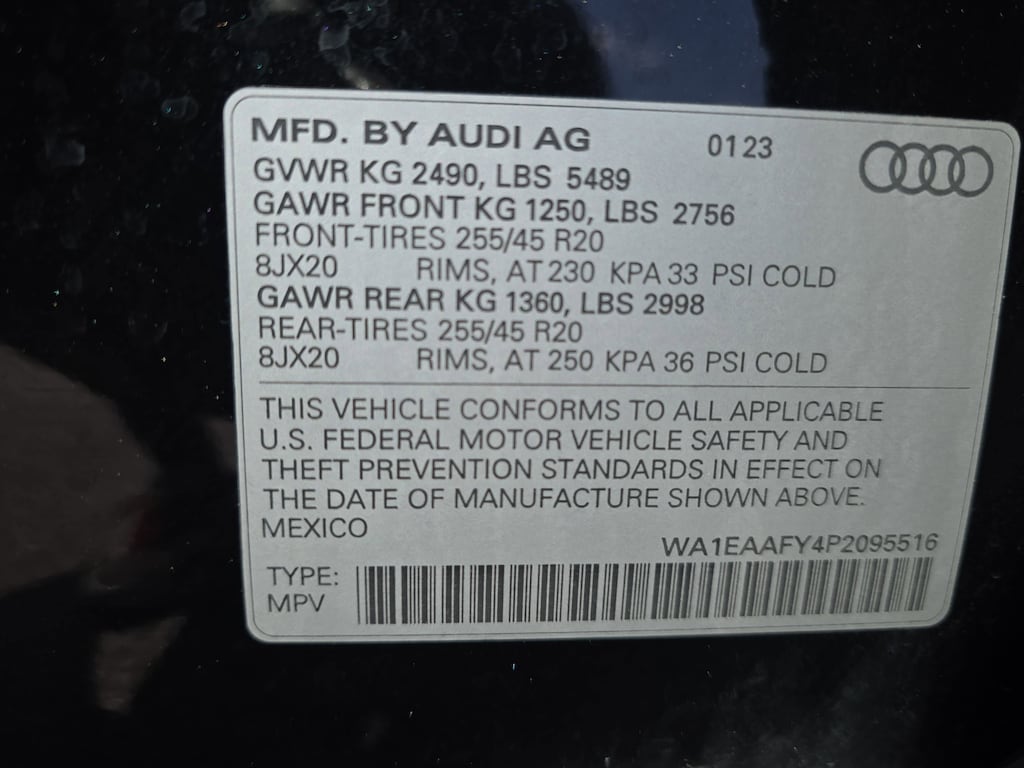 MFD. BY AUDI AG 0123
GVWR KG 2490, LBS 5489
GAWR FRONT KG 1250, LBS 2756
FRONT-TIRES 255/45 R20
8JX20 RIMS, AT 230 KPA 33 PSI COLD
GAWR REAR KG 1360, LBS 2998
REAR-TIRES 255/45 R20
8JX20 RIMS, AT 250 KPA 36 PSI COLD
THIS VEHICLE CONFORMS TO ALL APPLICABLE
U.S. FEDERAL MOTOR VEHICLE SAFETY AND
THEFT PREVENTION STANDARDS IN EFFECT ON
THE DATE OF MANUFACTURE SHOWN ABOVE.
MEXICO
WA1EAAFY4P2095516
TYPE:
MPV